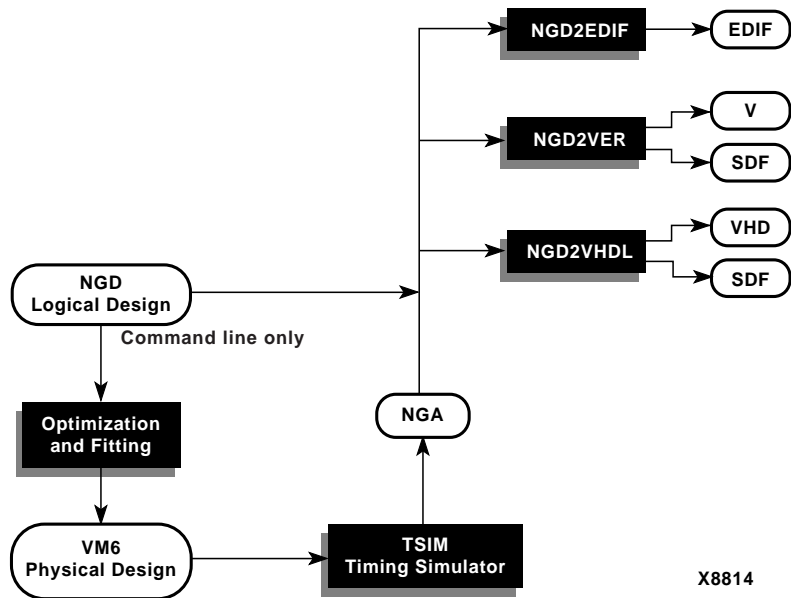 NGD2EDIF
EDIF
V
NGD2VER
SDF
VHD
NGD2VHDL
SDF
NGD
Logical Design
Command line only
NGA
Optimization
and Fitting
VM6
Physical Design
TSIM
Timing Simulator
X8814